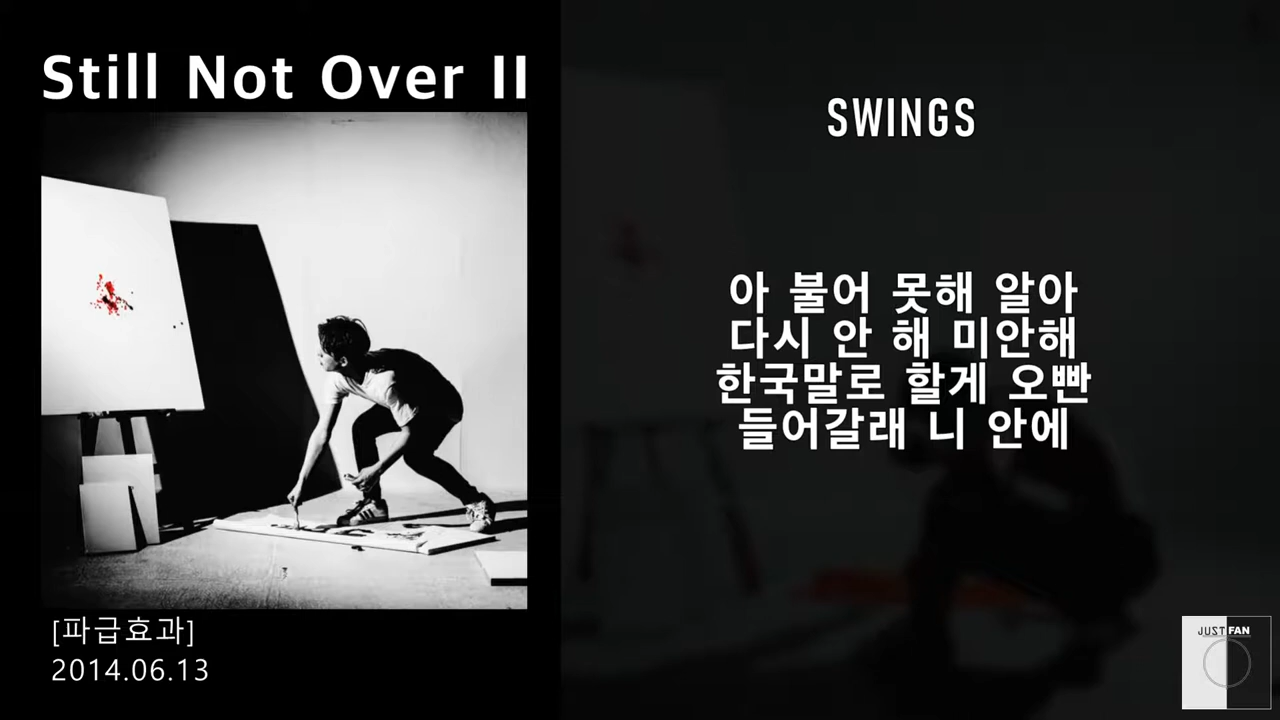 Still Not Over II
[파급효과]
2014.06.13
SWINGS
아 불어 못해 알아
다시 안 해 미안해
한국말로 할게 오빤
들어갈래 니 안에
JUST FAN